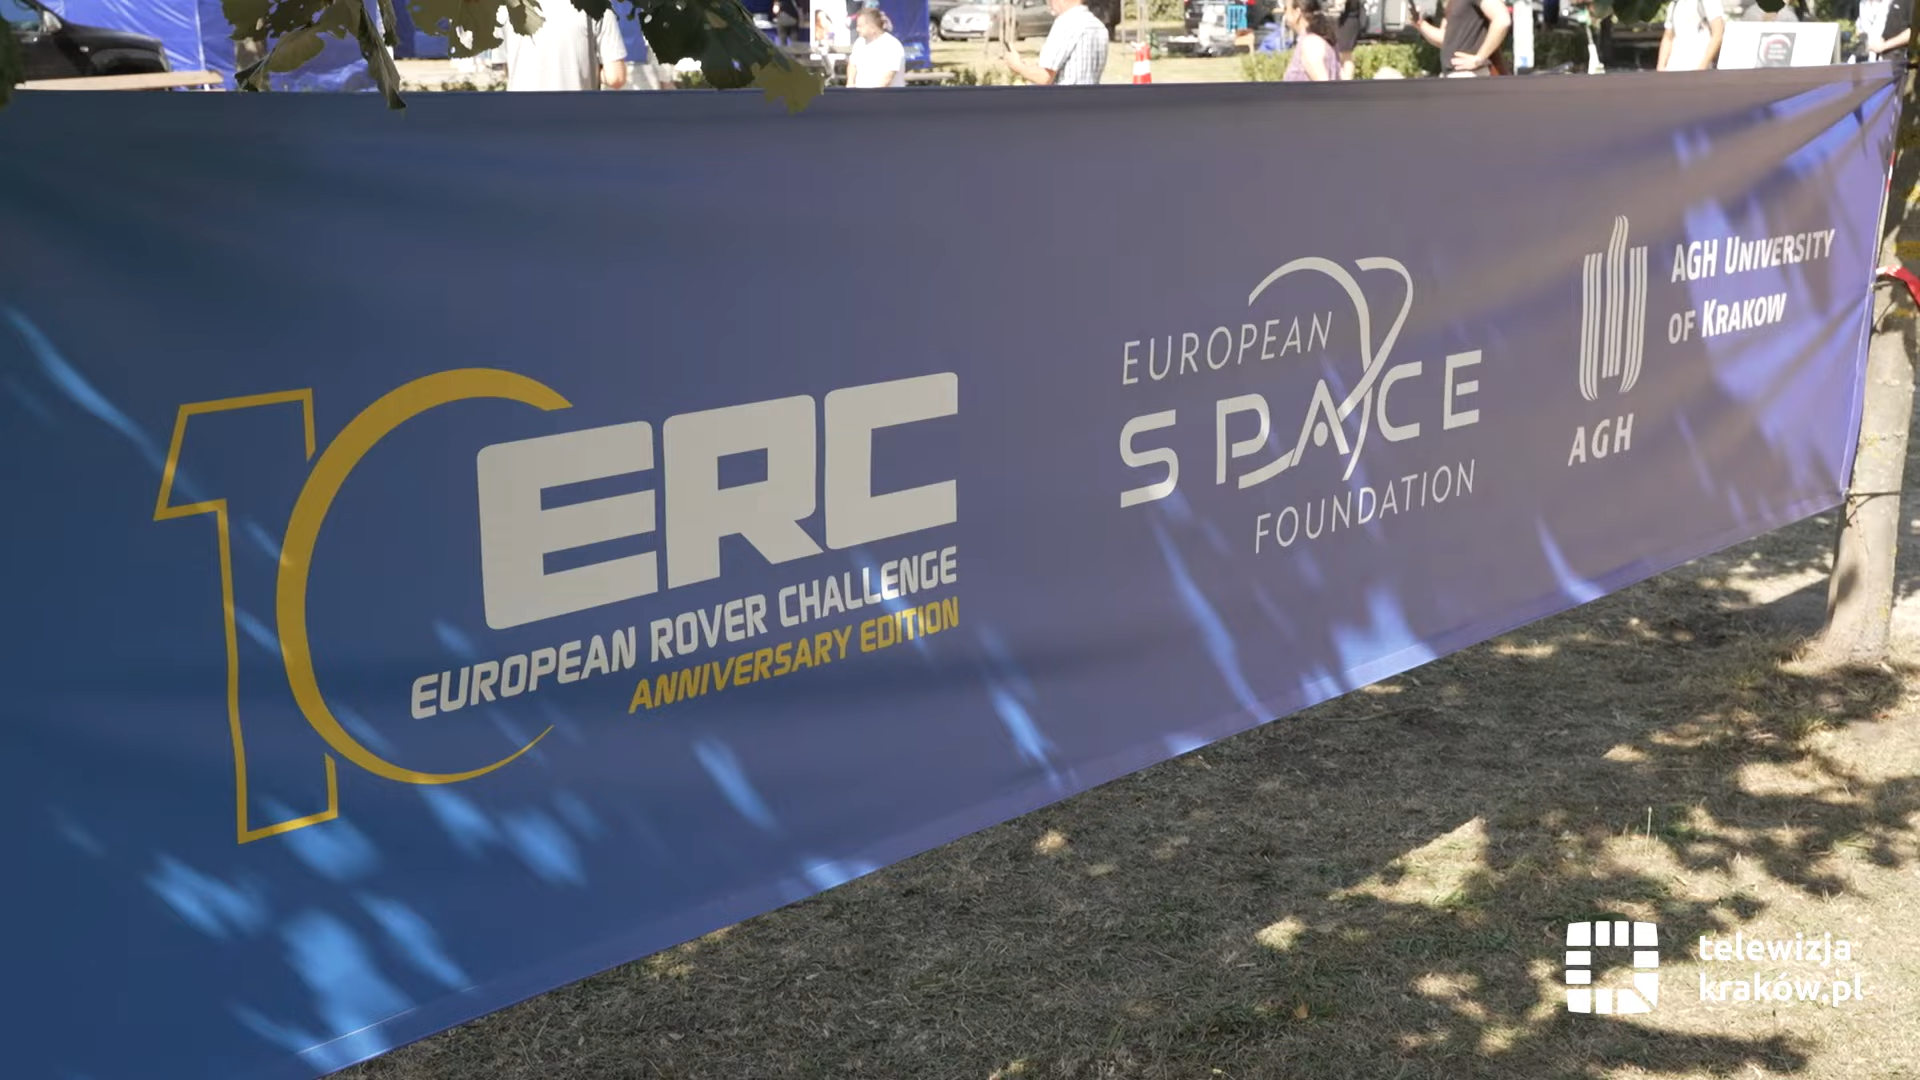 10
ERC
EUROPEAN ROVER CHALLENGE
ANNIVERSARY EDITION
EUROPEAN
SPACE
FOUNDATION
AGH
AGH UNIVERSITY
OF KRAKOW
telewizja
kraków.pl